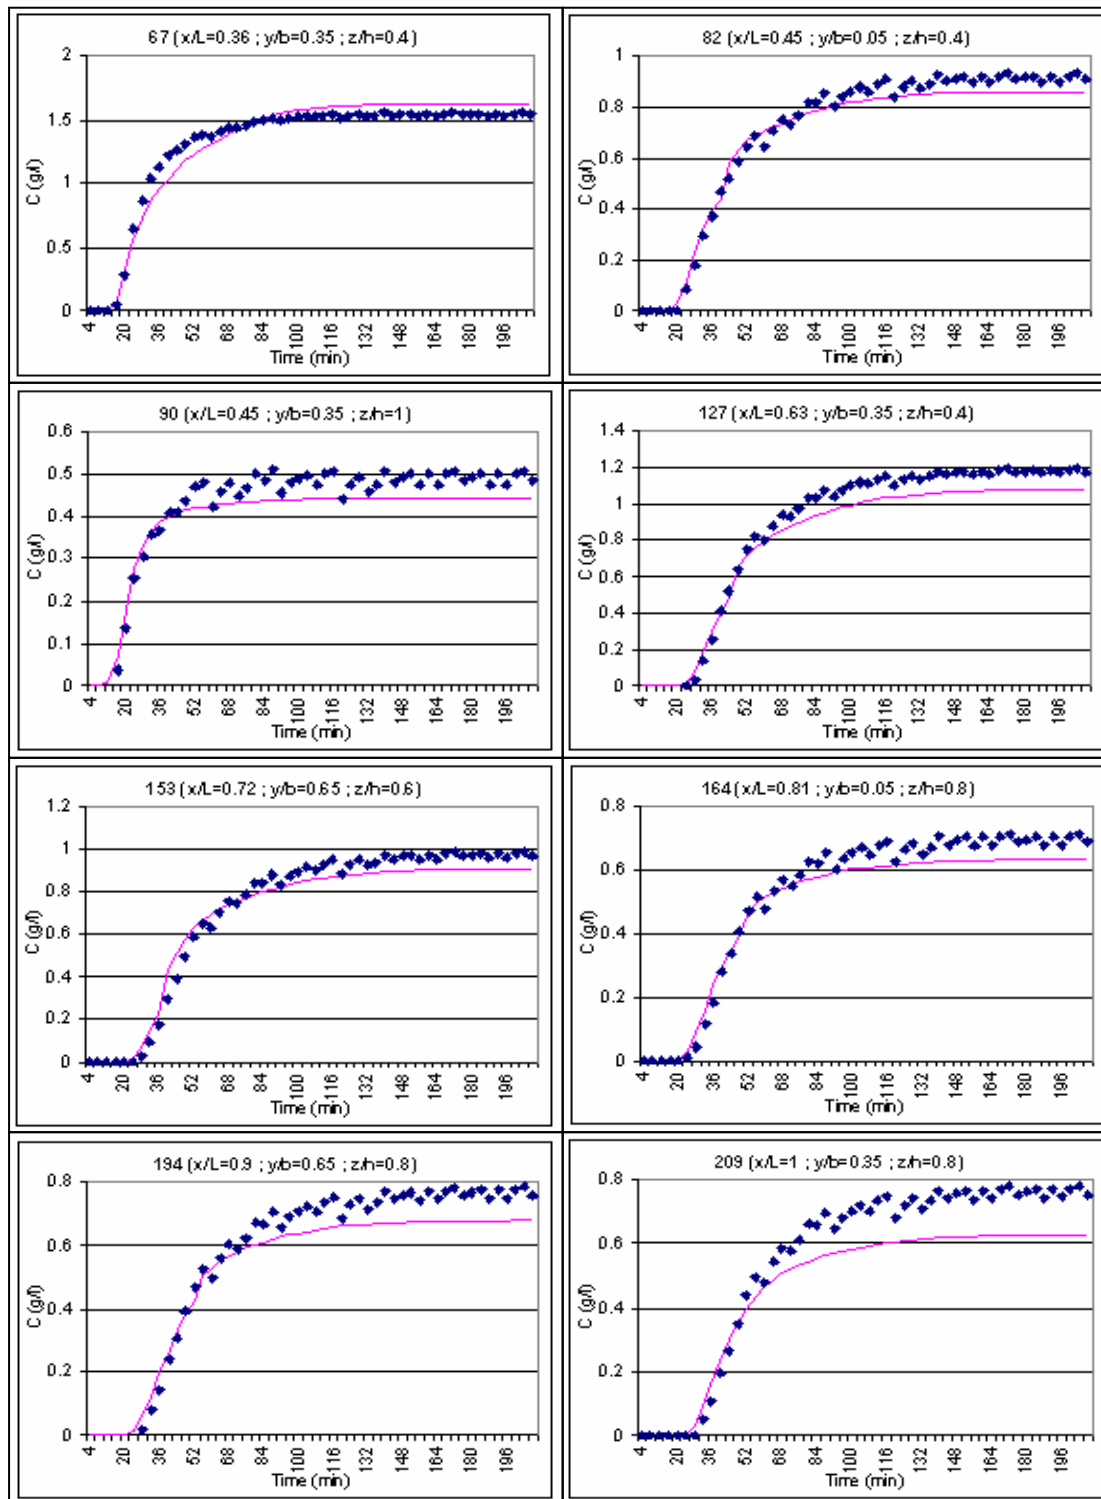 67 (x/L=0.36 ; y/b=0.35 ; z/h=0.4)
2
1.5
1
0.5
0
C (g/l)
4 20 36 52 68 84 100 116 132 148 164 180 196
Time (min)
82 (x/L=0.45 ; y/b=0.05 ; z/h=0.4)
1
0.8
0.6
0.4
0.2
0
C (g/l)
4 20 36 52 68 84 100 116 132 148 164 180 196
Time (min)
90 (x/L=0.45 ; y/b=0.35 ; z/h=1)
0.6
0.5
0.4
0.3
0.2
0.1
0
C (g/l)
4 20 36 52 68 84 100 116 132 148 164 180 196
Time (min)
127 (x/L=0.63 ; y/b=0.35 ; z/h=0.4)
1.4
1.2
1
0.8
0.6
0.4
0.2
0
C (g/l)
4 20 36 52 68 84 100 116 132 148 164 180 196
Time (min)
153 (x/L=0.72 ; y/b=0.65 ; z/h=0.6)
1.2
1
0.8
0.6
0.4
0.2
0
C (g/l)
4 20 36 52 68 84 100 116 132 148 164 180 196
Time (min)
164 (x/L=0.81 ; y/b=0.05 ; z/h=0.8)
0.8
0.6
0.4
0.2
0
C (g/l)
4 20 36 52 68 84 100 116 132 148 164 180 196
Time (min)
194 (x/L=0.9 ; y/b=0.65 ; z/h=0.8)
0.8
0.6
0.4
0.2
0
C (g/l)
4 20 36 52 68 84 100 116 132 148 164 180 196
Time (min)
209 (x/L=1 ; y/b=0.35 ; z/h=0.8)
0.8
0.6
0.4
0.2
0
C (g/l)
4 20 36 52 68 84 100 116 132 148 164 180 196
Time (min)